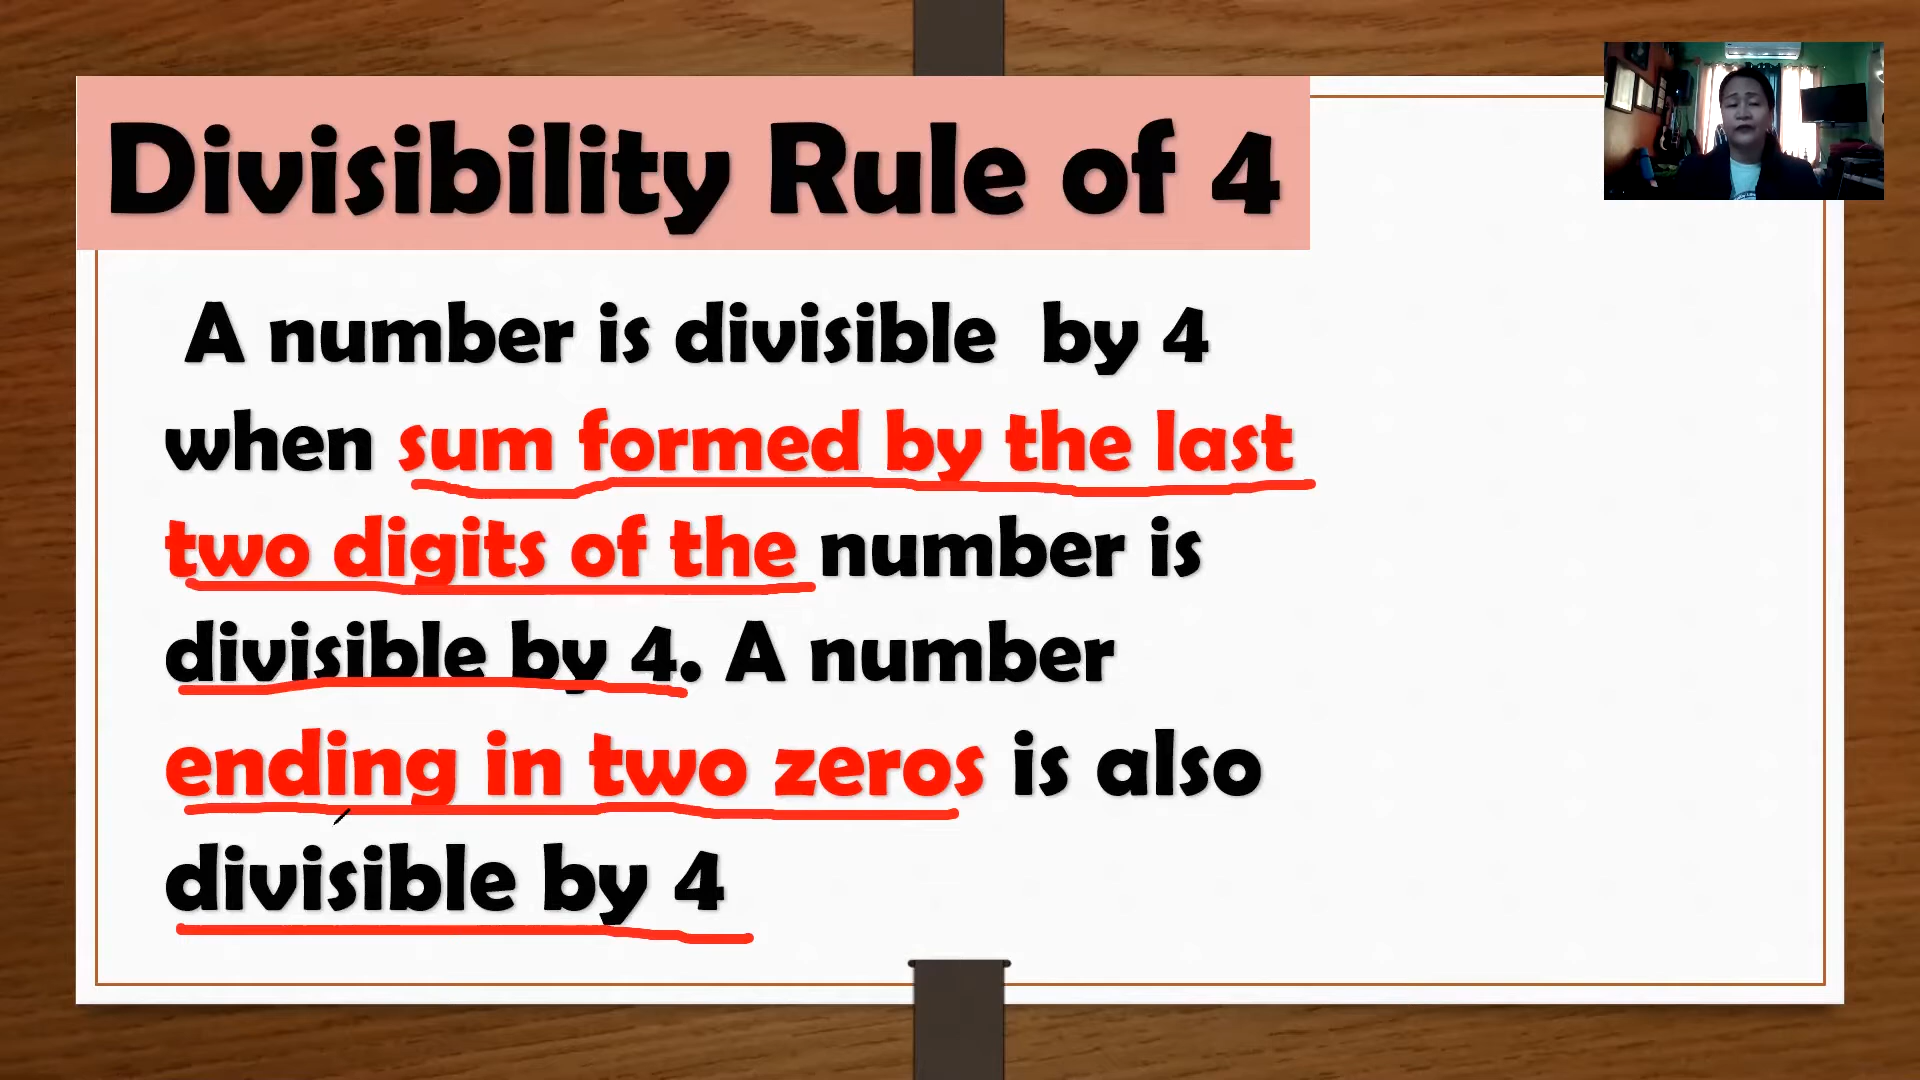 Divisibility Rule of 4
A number is divisible by 4
when sum formed by the last
two digits of the number is
divisible by 4. A number
ending in two zeros is also
divisible by 4